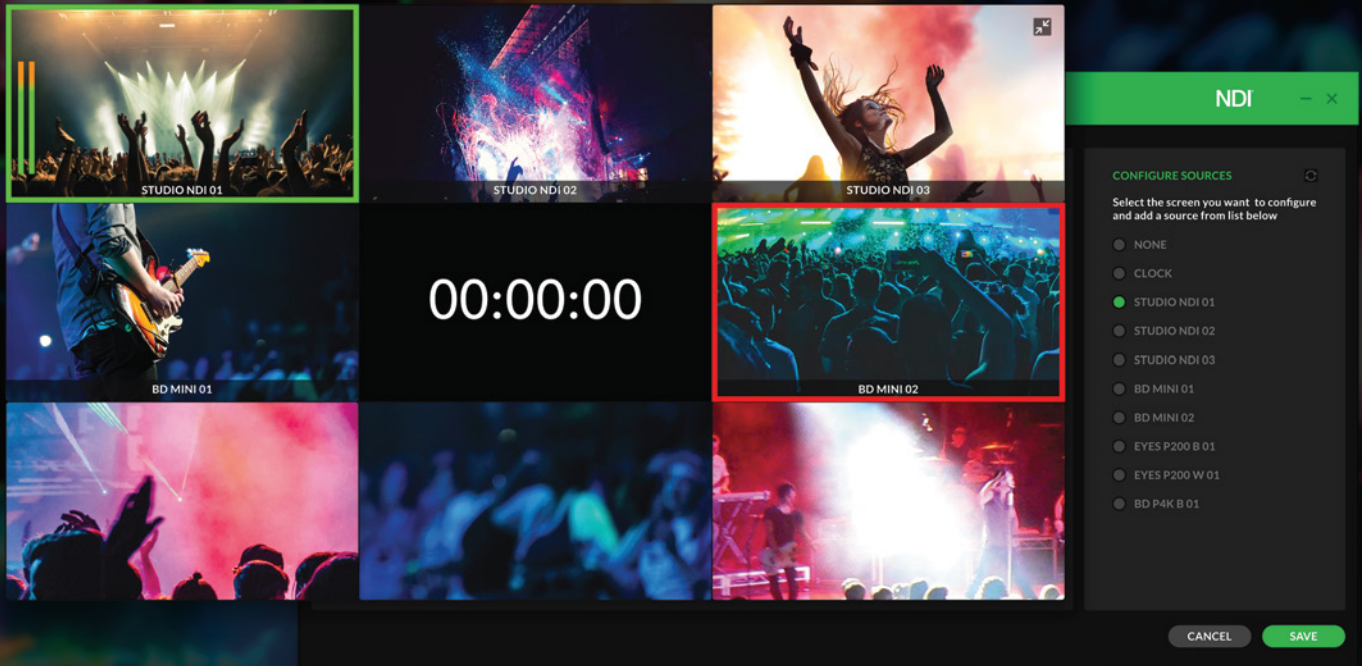 STUDIO NDI 01
STUDIO NDI 02
STUDIO NDI 03
BD MINI 01
00:00:00
BD MINI 02
NDI
CONFIGURE SOURCES
Select the screen you want to configure
and add a source from list below
NONE
CLOCK
STUDIO NDI 01
STUDIO NDI 02
STUDIO NDI 03
BD MINI 01
BD MINI 02
EYES P200 B 01
EYES P200 W 01
BD P4K B 01
CANCEL
SAVE